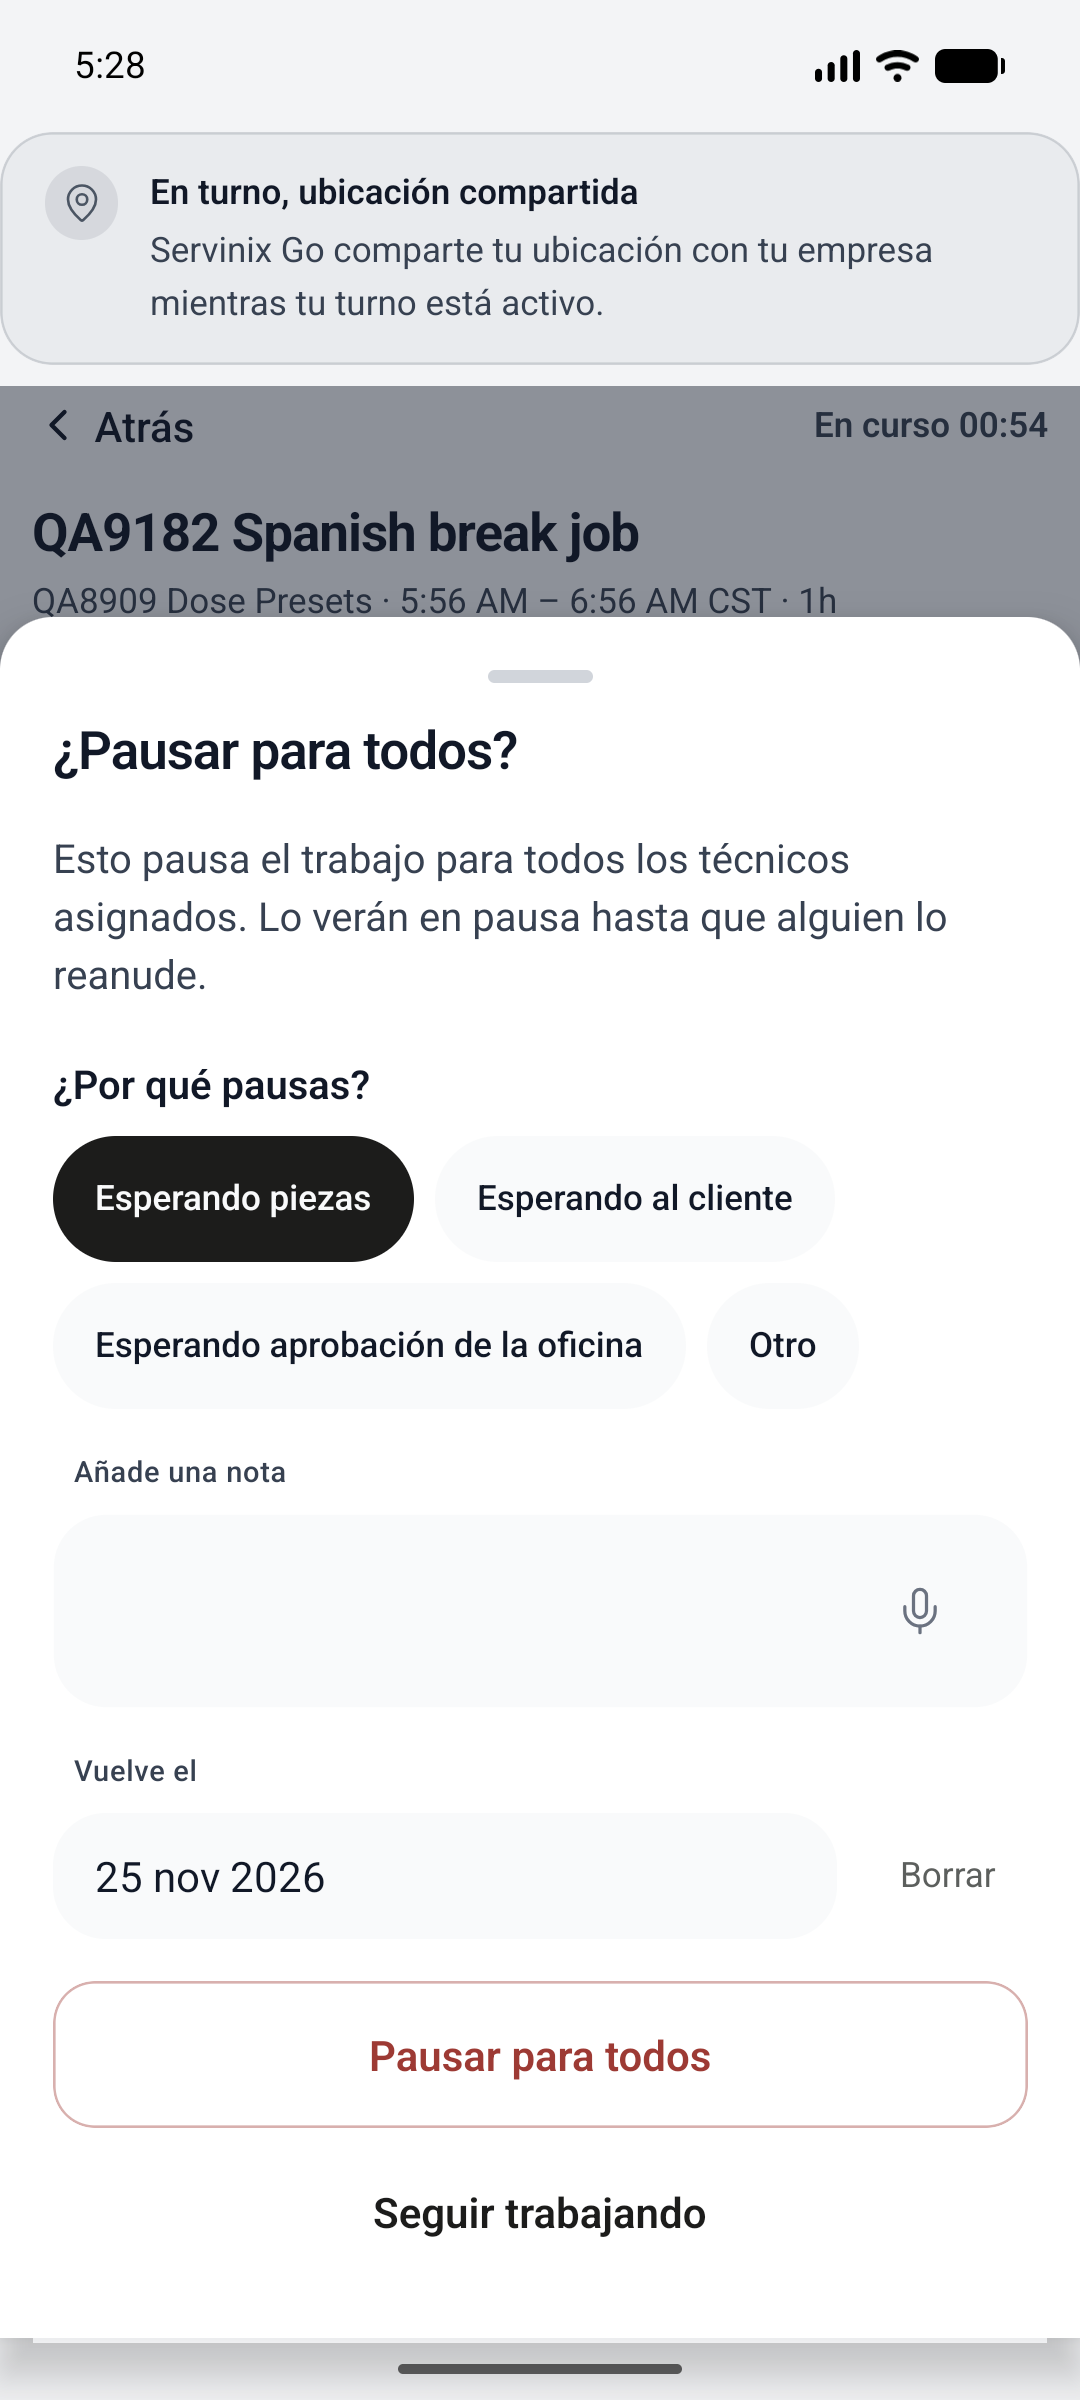 5:28
En turno, ubicación compartida
Servinix Go comparte tu ubicación con tu empresa
mientras tu turno está activo.
Atrás
En curso 00:54
QA9182 Spanish break job
QA8909 Dose Presets · 5:56 AM – 6:56 AM CST · 1h
¿Pausar para todos?
Esto pausa el trabajo para todos los técnicos
asignados. Lo verán en pausa hasta que alguien lo
reanude.
¿Por qué pausas?
Esperando piezas
Esperando al cliente
Esperando aprobación de la oficina
Otro
Añade una nota
Vuelve el
25 nov 2026
Borrar
Pausar para todos
Seguir trabajando